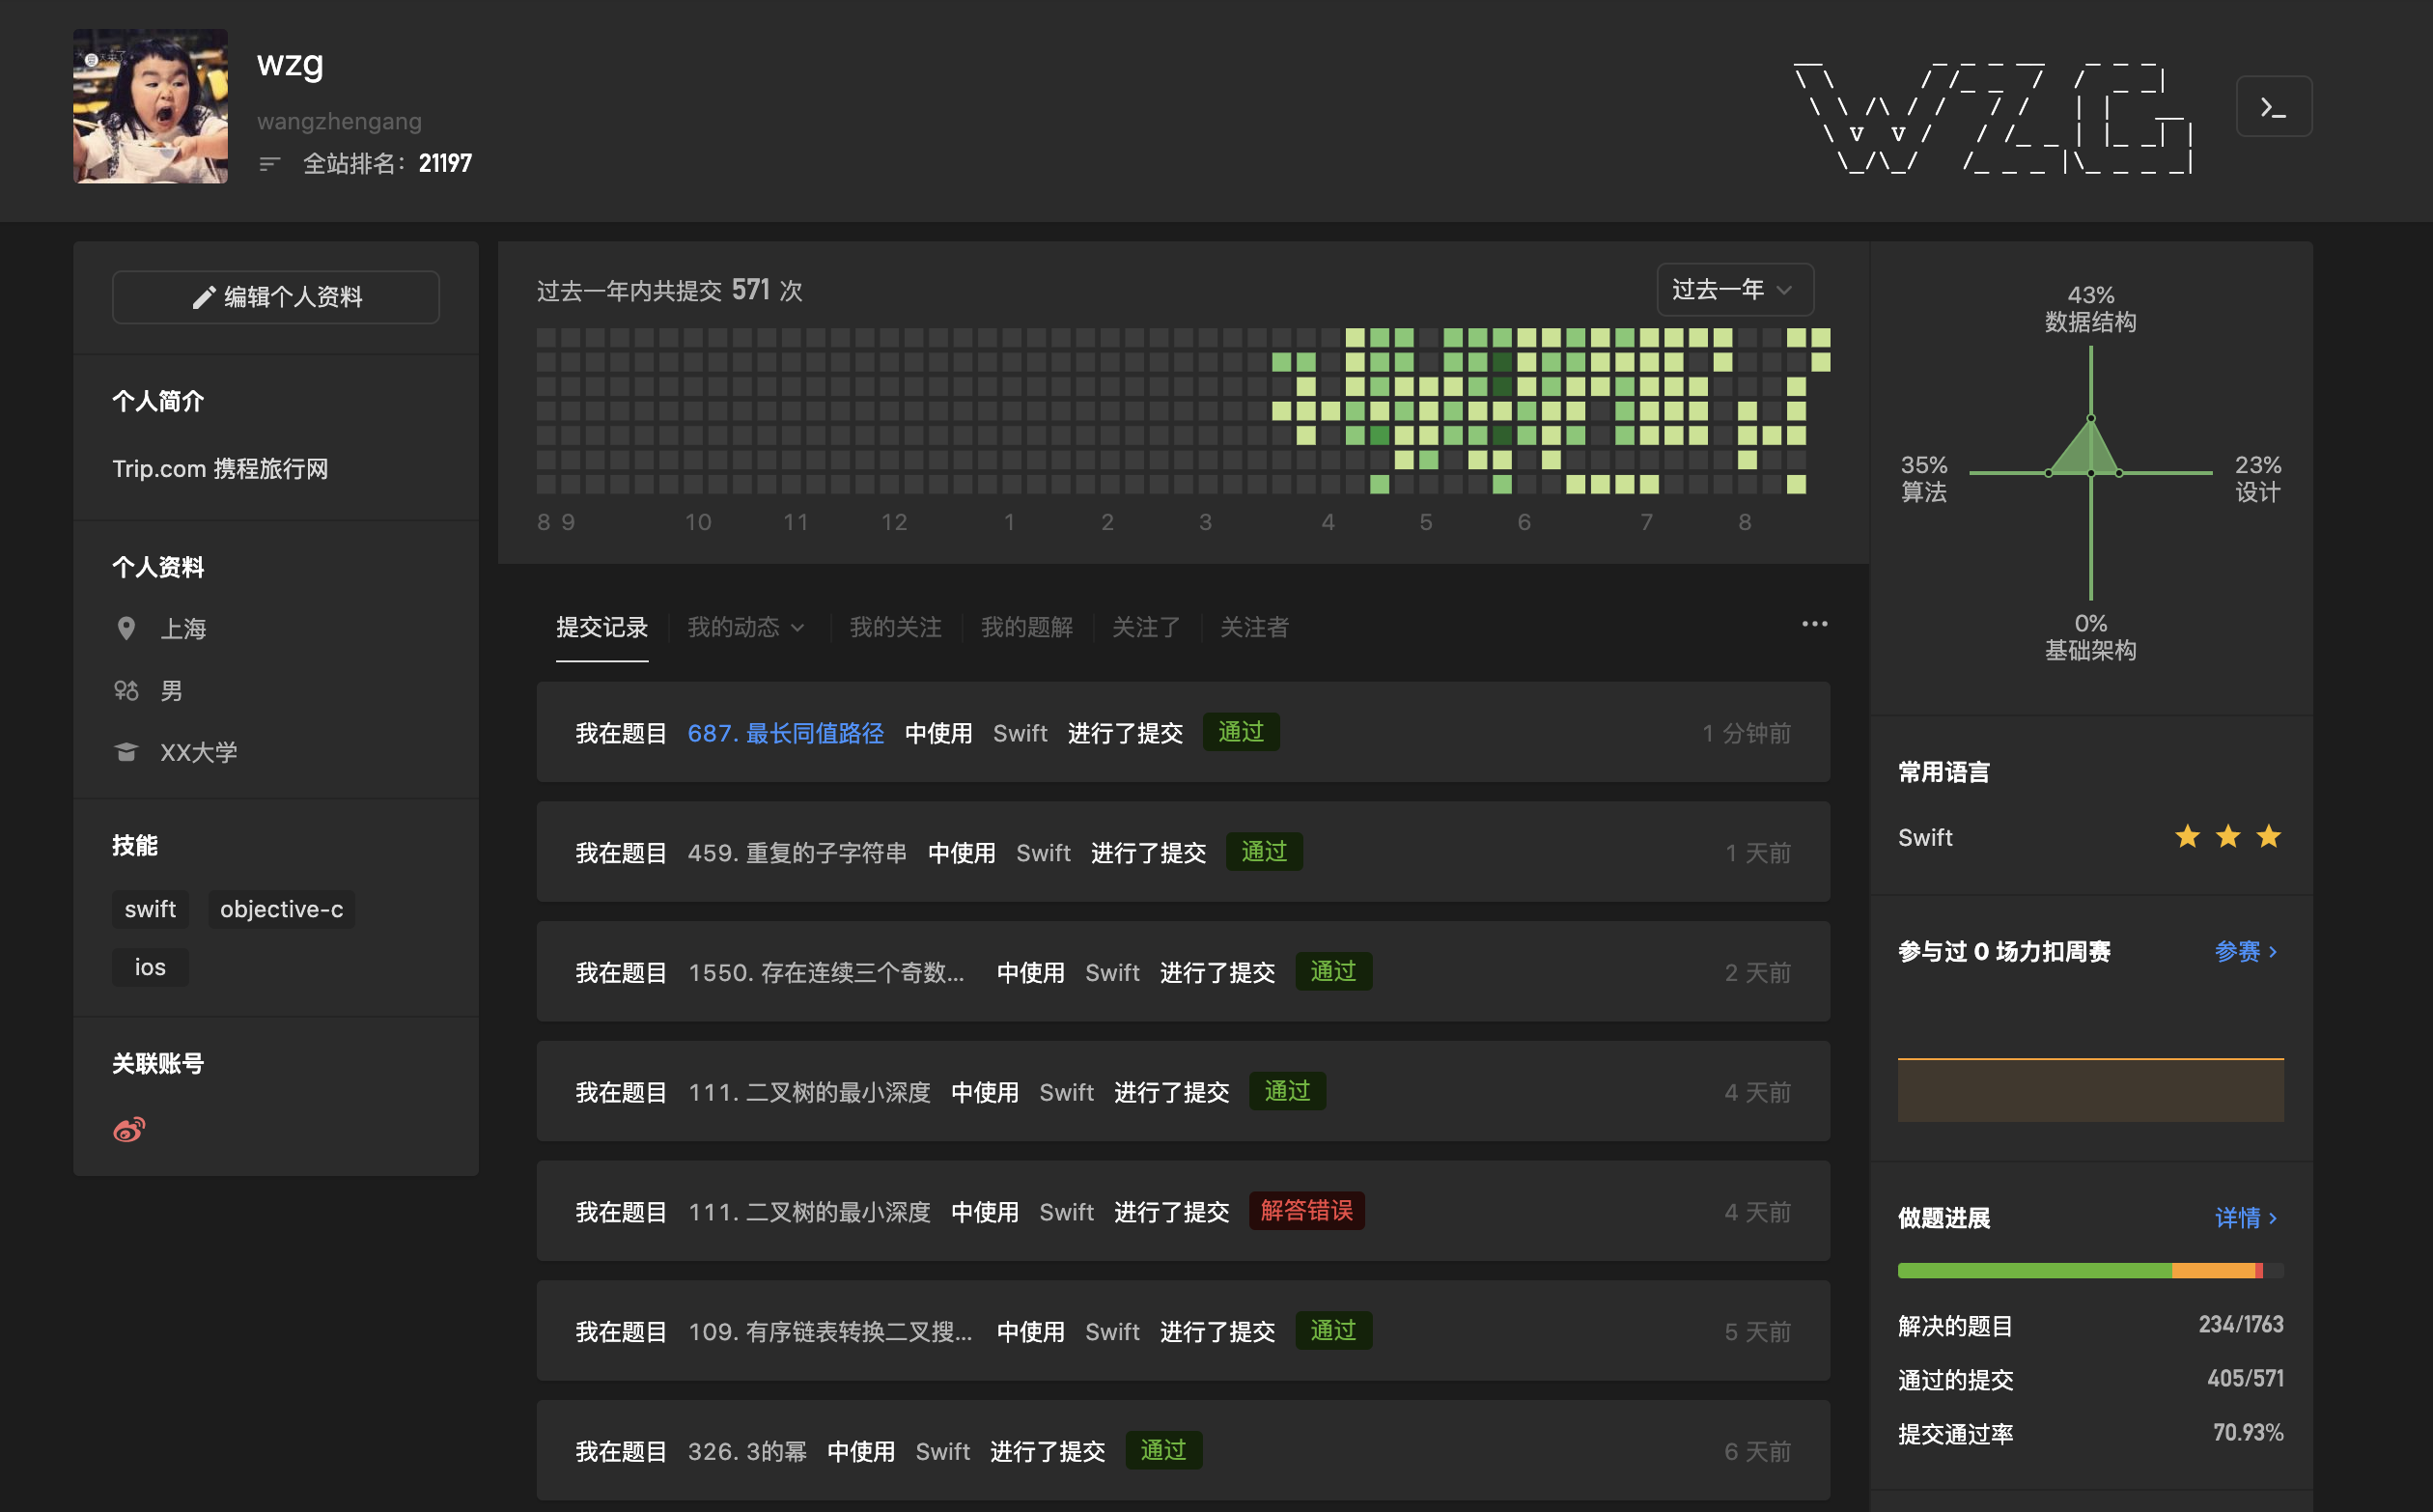 wzg
wangzhengang
全站排名：21197
编辑个人资料
个人简介
Trip.com 携程旅行网
个人资料
上海
男
XX大学
技能
swift objective-c
ios
关联账号
过去一年内共提交 571 次
过去一年
8 9 10 11 12 1 2 3 4 5 6 7 8
提交记录 我的动态 我的关注 我的题解 关注了 关注者
我在题目 687. 最长同值路径 中使用 Swift 进行了提交 通过 1 分钟前
我在题目 459. 重复的子字符串 中使用 Swift 进行了提交 通过 1 天前
我在题目 1550. 存在连续三个奇数... 中使用 Swift 进行了提交 通过 2 天前
我在题目 111. 二叉树的最小深度 中使用 Swift 进行了提交 通过 4 天前
我在题目 111. 二叉树的最小深度 中使用 Swift 进行了提交 解答错误 4 天前
我在题目 109. 有序链表转换二叉搜... 中使用 Swift 进行了提交 通过 5 天前
我在题目 326. 3的幂 中使用 Swift 进行了提交 通过 6 天前
43%
数据结构
35%
算法
23%
设计
0%
基础架构
常用语言
Swift
参与过 0 场力扣周赛 参赛 >
做题进展 详情 >
解决的题目 234/1763
通过的提交 405/571
提交通过率 70.93%